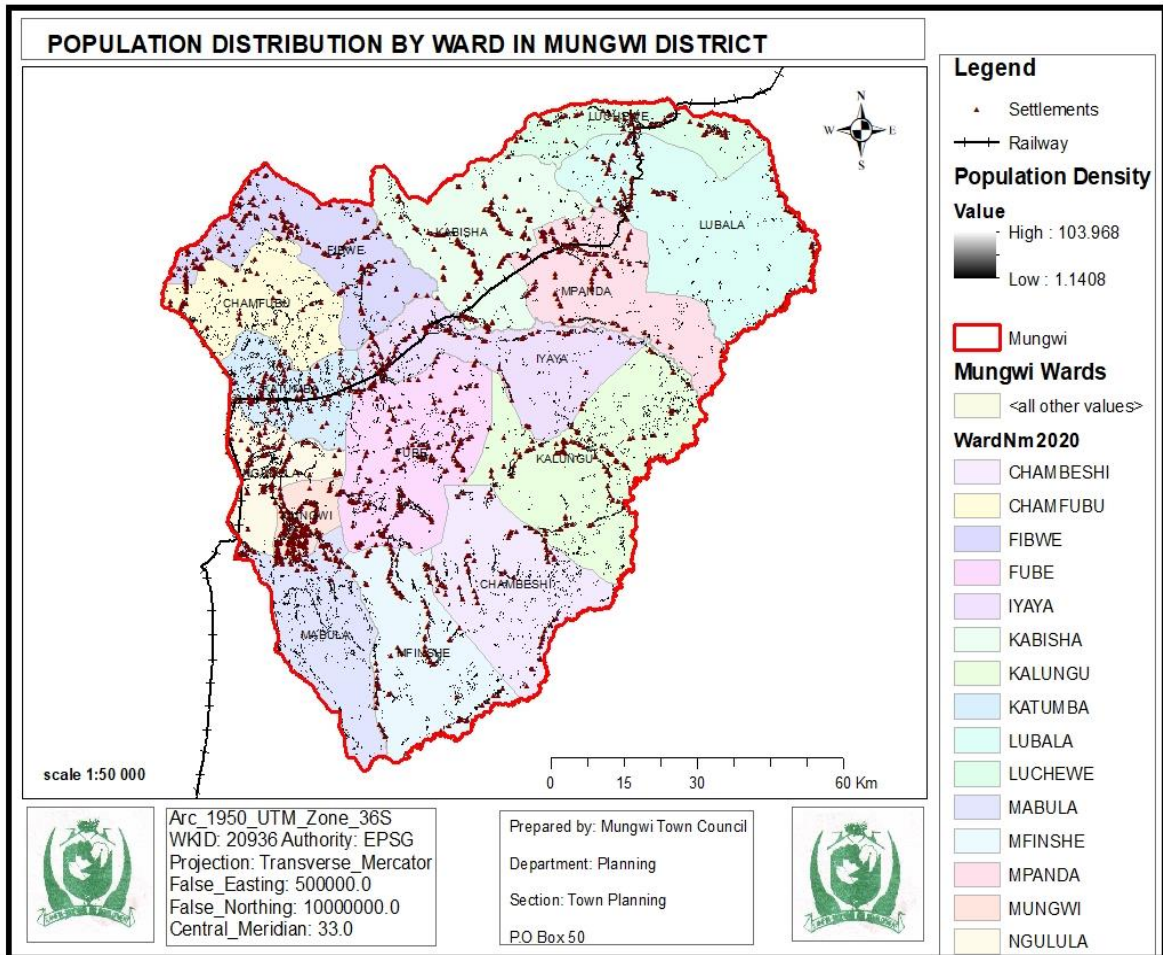 POPULATION DISTRIBUTION BY WARD IN MUNGWI DISTRICT
N
W E
S
LUCHEWE
LUBALA
KABISHA
FIBWE
MPANDA
CHAMFUBU
IYAYA
KATUMBA
FUBE
KALUNGU
NGULULA
MUNGWI
CHAMBESHI
MABULA
MFINSHE
scale 1:50 000
0 15 30 60 Km
Legend
Settlements
Railway
Population Density
Value
High : 103.968
Low : 1.1408
Mungwi
Mungwi Wards
<all other values>
WardNm2020
CHAMBESHI
CHAMFUBU
FIBWE
FUBE
IYAYA
KABISHA
KALUNGU
KATUMBA
LUBALA
LUCHEWE
MABULA
MFINSHE
MPANDA
MUNGWI
NGULULA
Arc_1950_UTM_Zone_36S
WKID: 20936 Authority: EPSG
Projection: Transverse_Mercator
False_Easting: 500000.0
False_Northing: 10000000.0
Central_Meridian: 33.0
Prepared by: Mungwi Town Council
Department: Planning
Section: Town Planning
P.O Box 50